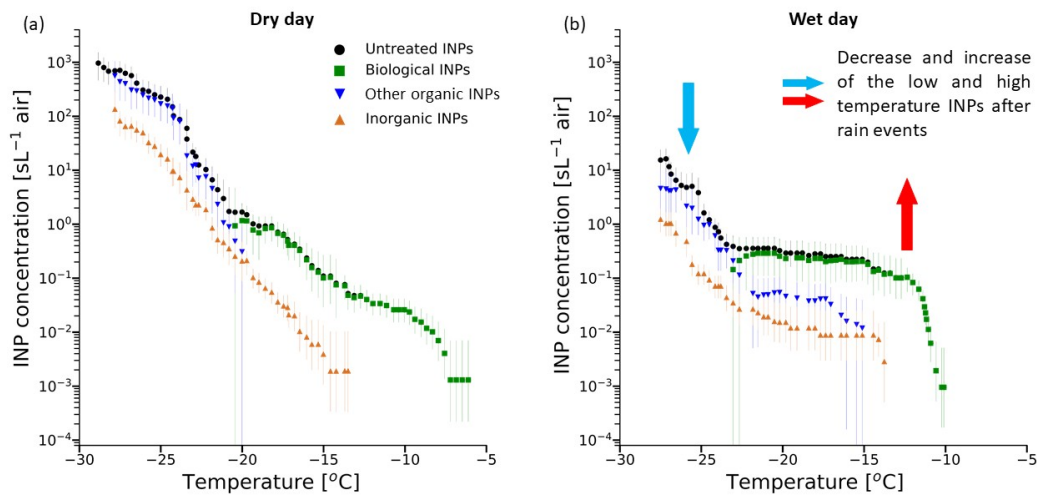 (a)
Dry day
Untreated INPs
Biological INPs
Other organic INPs
Inorganic INPs
INP concentration [sL⁻¹ air]
10³
10²
10¹
10⁰
10⁻¹
10⁻²
10⁻³
10⁻⁴
−30
−25
−20
−15
−10
−5
Temperature [°C]
(b)
Wet day
Decrease and increase
of the low and high
temperature INPs after
rain events
INP concentration [sL⁻¹ air]
10³
10²
10¹
10⁰
10⁻¹
10⁻²
10⁻³
10⁻⁴
−30
−25
−20
−15
−10
−5
Temperature [°C]